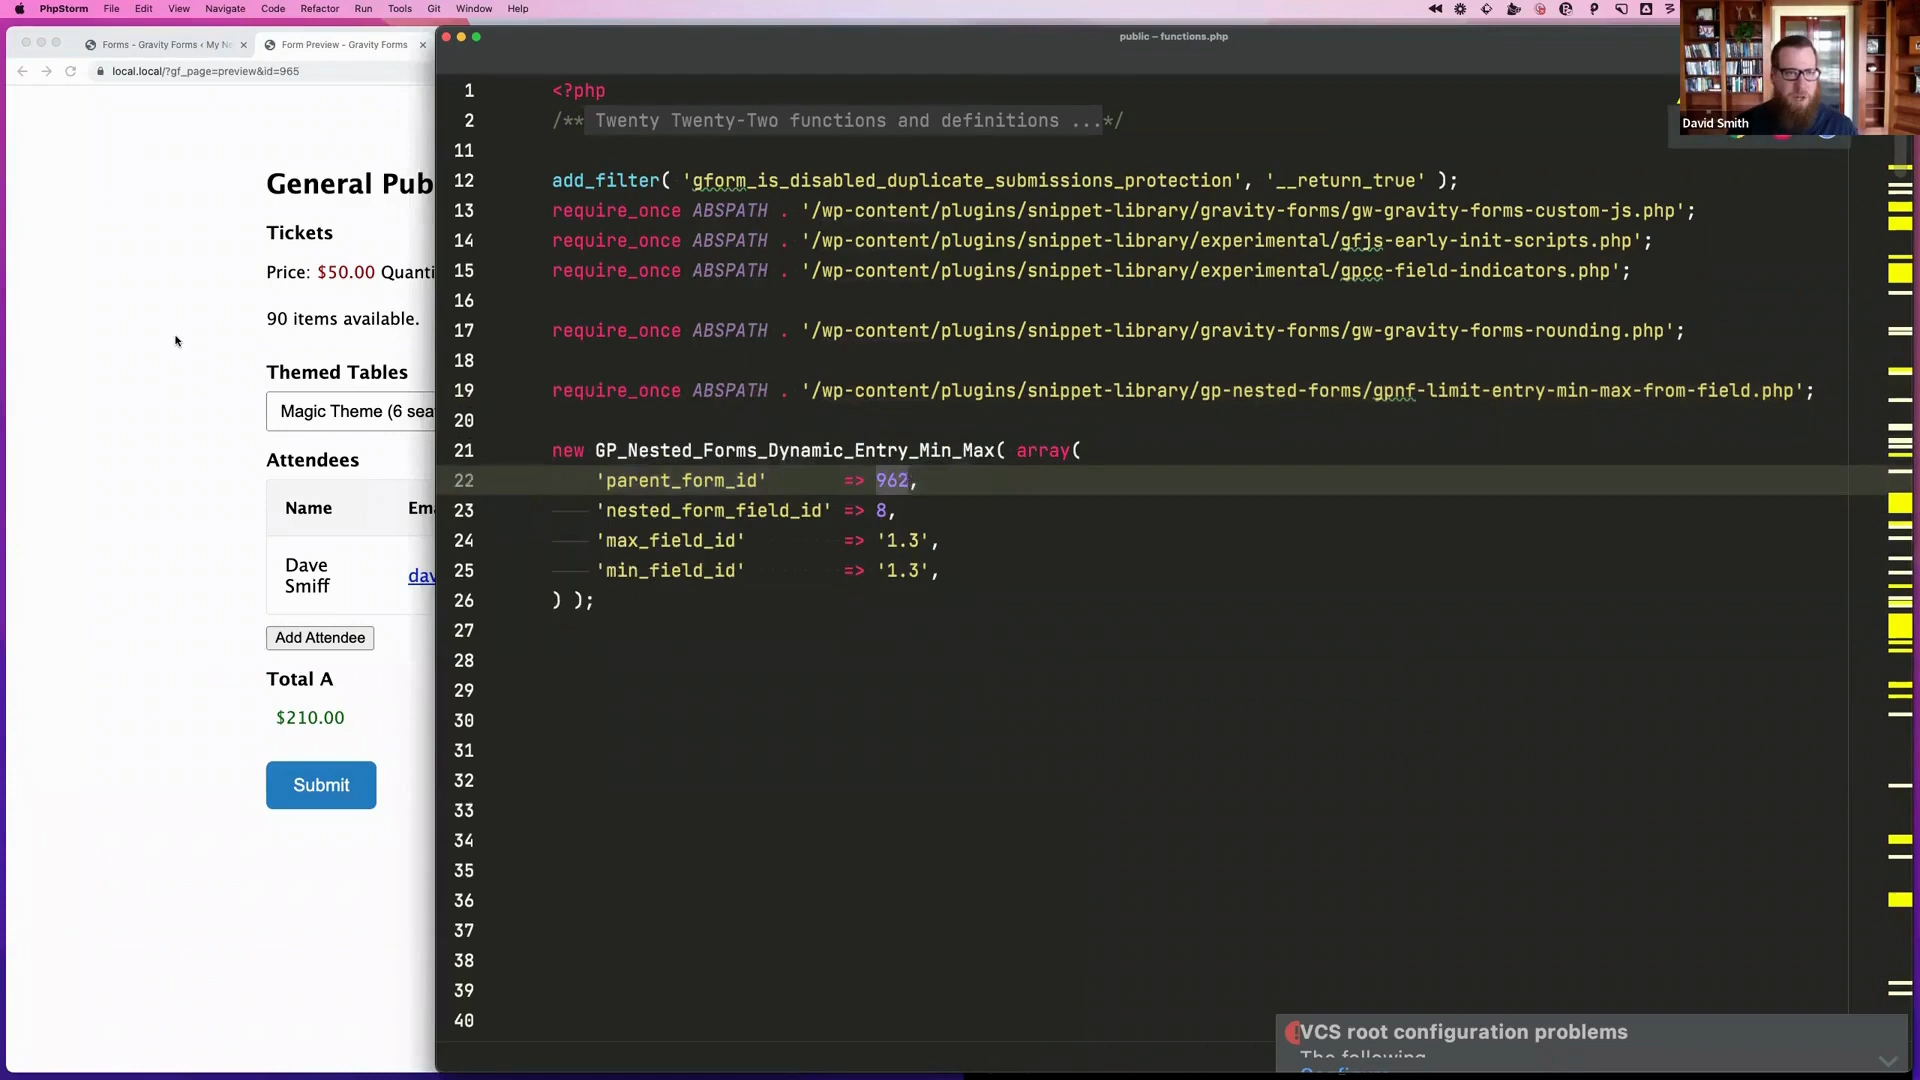 PhpStorm File Edit View Navigate Code Refactor Run Tools Git Window Help
Forms - Gravity Forms ‹ My N
Form Preview - Gravity Forms
public – functions.php
local.local/?gf_page=preview&id=965
David Smith
General Pub
Tickets
Price: $50.00 Quanti
90 items available.
Themed Tables
Magic Theme (6 sea
Attendees
Name Em
Dave
Smiff
dav
Add Attendee
Total A
$210.00
Submit
1 <?php
2 /** Twenty Twenty-Two functions and definitions ...*/
11
12 add_filter( 'gform_is_disabled_duplicate_submissions_protection', '__return_true' );
13 require_once ABSPATH . '/wp-content/plugins/snippet-library/gravity-forms/gw-gravity-forms-custom-js.php';
14 require_once ABSPATH . '/wp-content/plugins/snippet-library/experimental/gfjs-early-init-scripts.php';
15 require_once ABSPATH . '/wp-content/plugins/snippet-library/experimental/gpcc-field-indicators.php';
16
17 require_once ABSPATH . '/wp-content/plugins/snippet-library/gravity-forms/gw-gravity-forms-rounding.php';
18
19 require_once ABSPATH . '/wp-content/plugins/snippet-library/gp-nested-forms/gpnf-limit-entry-min-max-from-field.php';
20
21 new GP_Nested_Forms_Dynamic_Entry_Min_Max( array(
22 'parent_form_id' => 962,
23 'nested_form_field_id' => 8,
24 'max_field_id' => '1.3',
25 'min_field_id' => '1.3',
26 ) );
27
28
29
30
31
32
33
34
35
36
37
38
39
40
VCS root configuration problems
The following